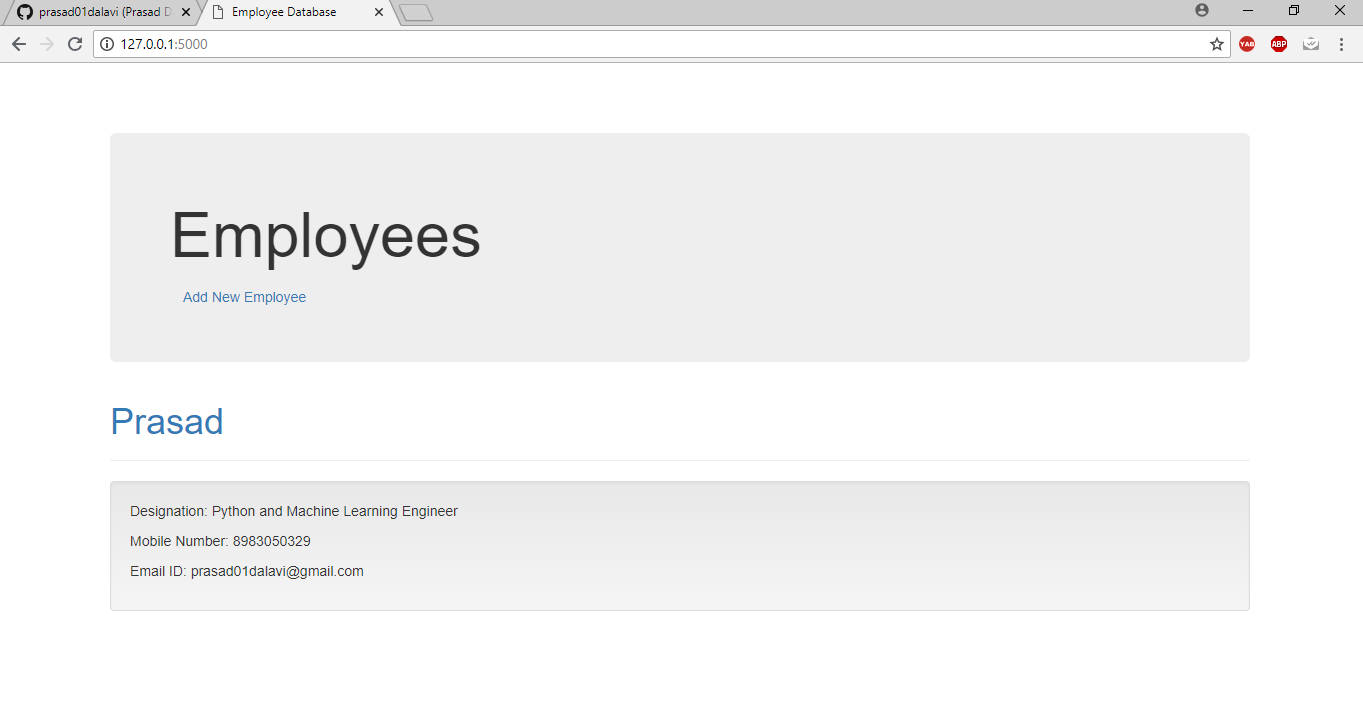 prasad01dalavi (Prasad D
Employee Database
127.0.0.1:5000
YAB
ABP
Employees
Add New Employee
Prasad
Designation: Python and Machine Learning Engineer
Mobile Number: 8983050329
Email ID: prasad01dalavi@gmail.com